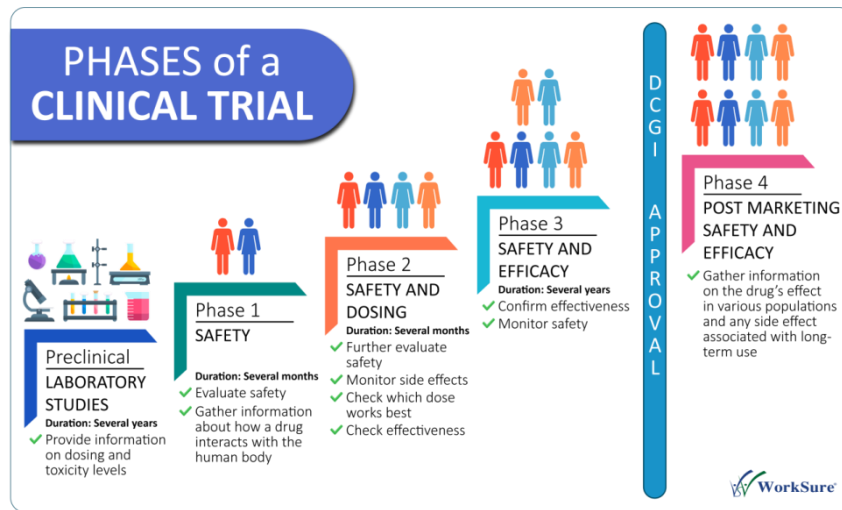 PHASES of a
CLINICAL TRIAL
Preclinical
LABORATORY
STUDIES
Duration: Several years
Provide information
on dosing and
toxicity levels
Phase 1
SAFETY
Duration: Several months
Evaluate safety
Gather information
about how a drug
interacts with the
human body
Phase 2
SAFETY AND
DOSING
Duration: Several months
Further evaluate
safety
Monitor side effects
Check which dose
works best
Check effectiveness
Phase 3
SAFETY AND
EFFICACY
Duration: Several years
Confirm effectiveness
Monitor safety
DCGI APPROVAL
Phase 4
POST MARKETING
SAFETY AND
EFFICACY
Gather information
on the drug's effect
in various populations
and any side effect
associated with long-
term use
WorkSure